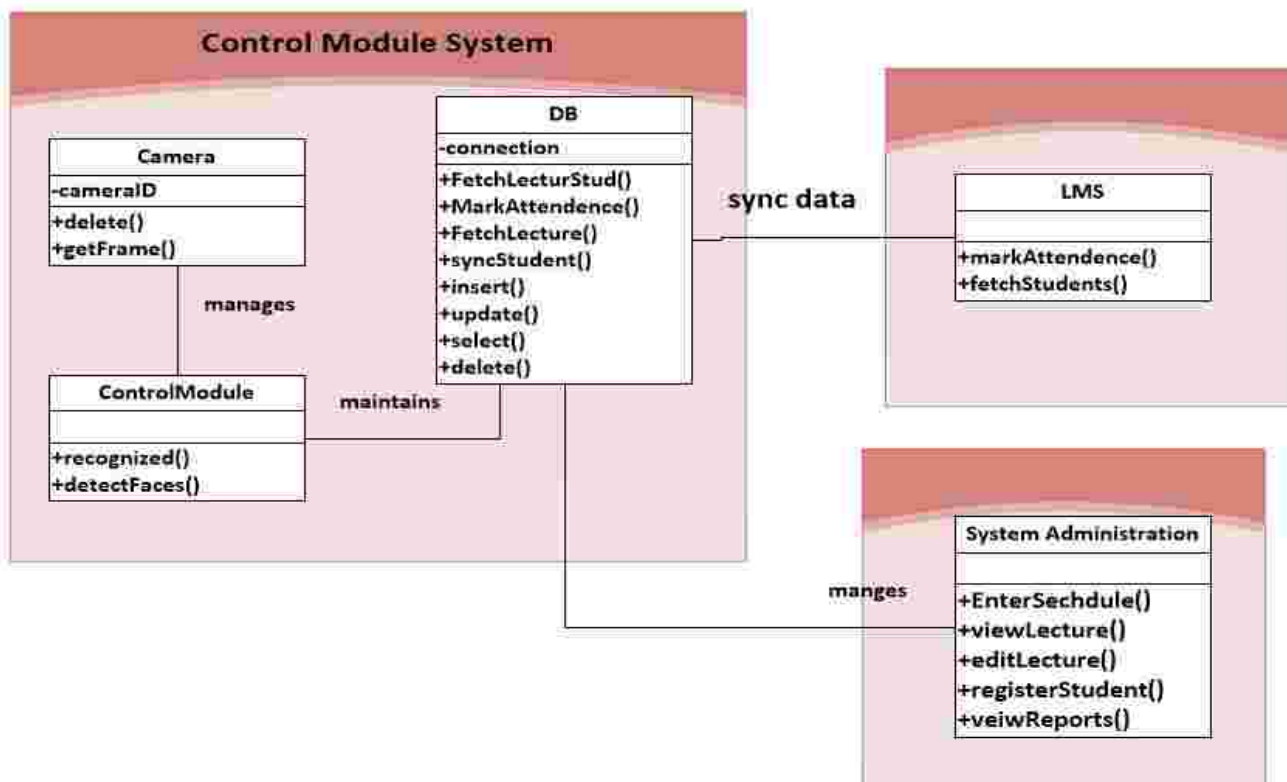 Control Module System
Camera
-cameraID
+delete()
+getFrame()
manages
ControlModule
+recognized()
+detectFaces()
maintains
DB
-connection
+FetchLecturStud()
+MarkAttendence()
+FetchLecture()
+syncStudent()
+insert()
+update()
+select()
+delete()
sync data
LMS
+markAttendence()
+fetchStudents()
manges
System Administration
+EnterSechdule()
+viewLecture()
+editLecture()
+registerStudent()
+veiwReports()